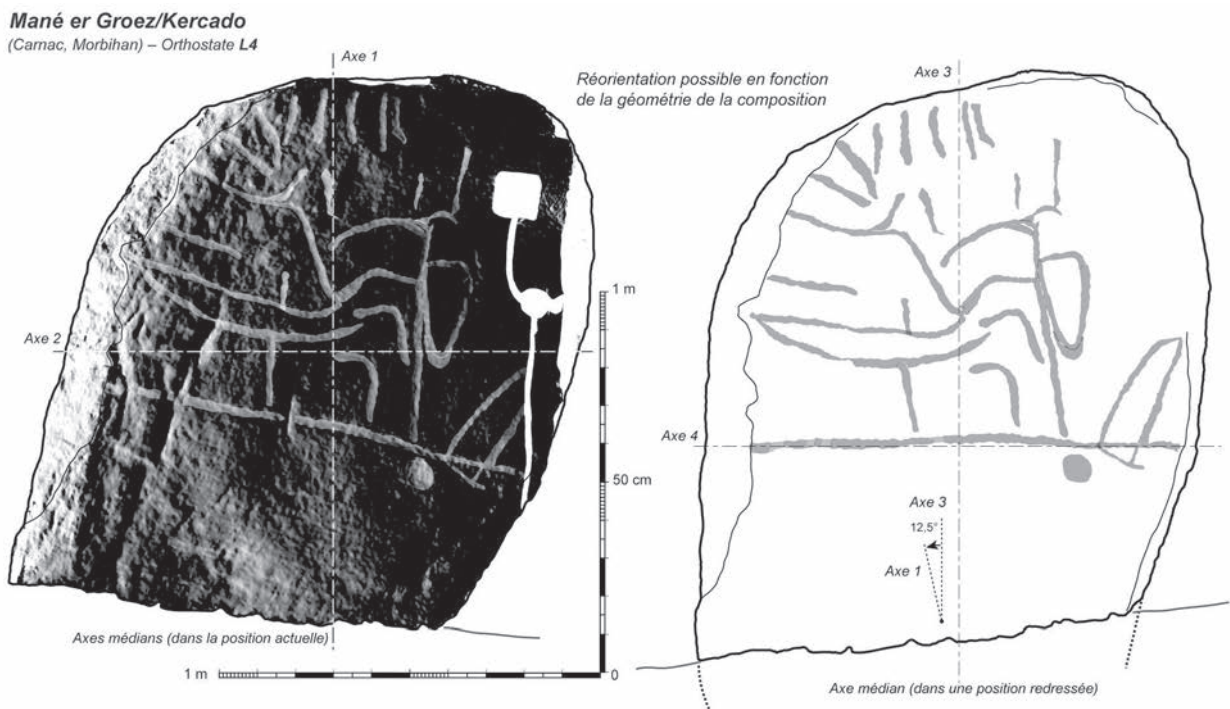 Mané er Groez/Kercado
(Carnac, Morbihan) – Orthostate L4
Axe 1
Axe 3
Réorientation possible en fonction
de la géométrie de la composition
1 m
Axe 2
Axe 4
50 cm
Axe 3
12,5°
Axe 1
Axes médians (dans la position actuelle)
1 m
0
Axe médian (dans une position redressée)